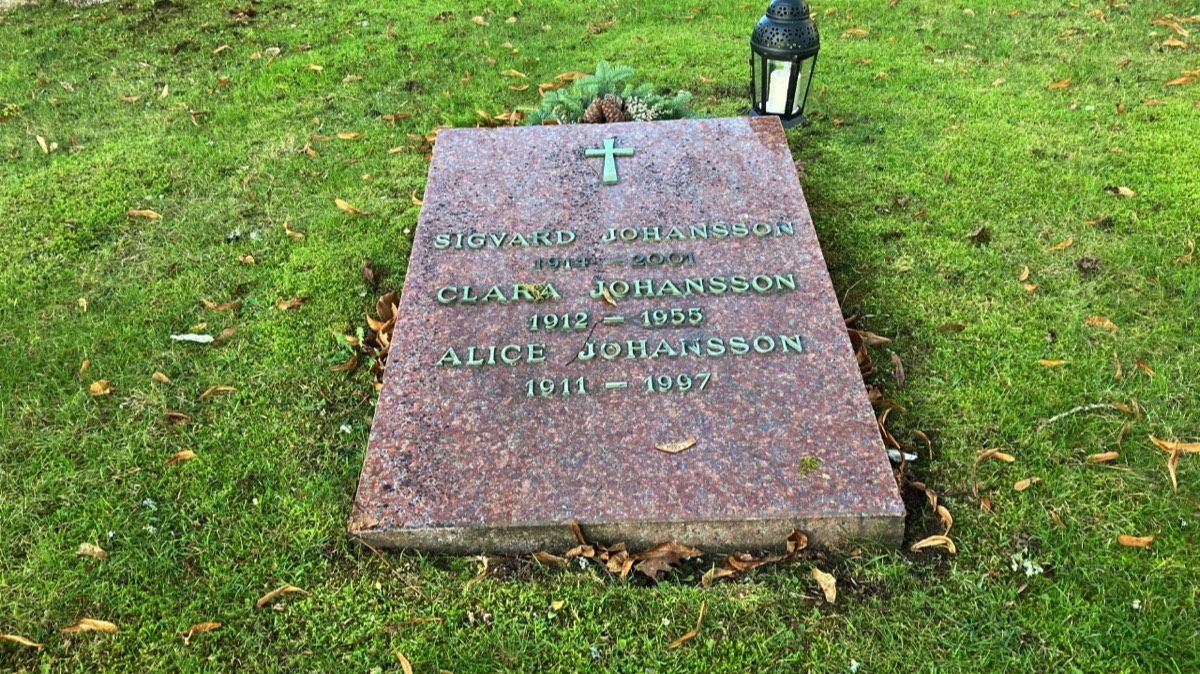 SIGVARD JOHANSSON
1914 – 2001
CLARA JOHANSSON
1912 – 1955
ALICE JOHANSSON
1911 – 1997